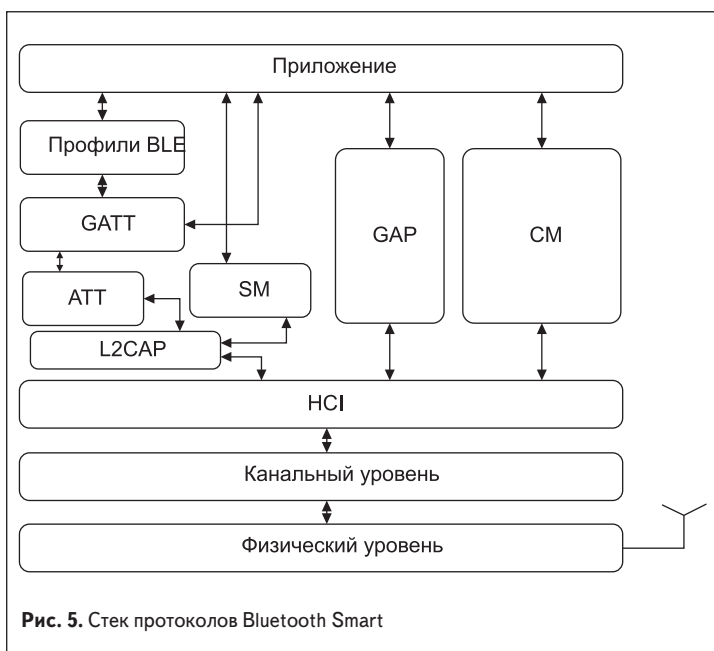 Приложение
Профили BLE
GATT
GAP
CM
ATT
SM
L2CAP
HCI
Канальный уровень
Физический уровень
Рис. 5. Стек протоколов Bluetooth Smart